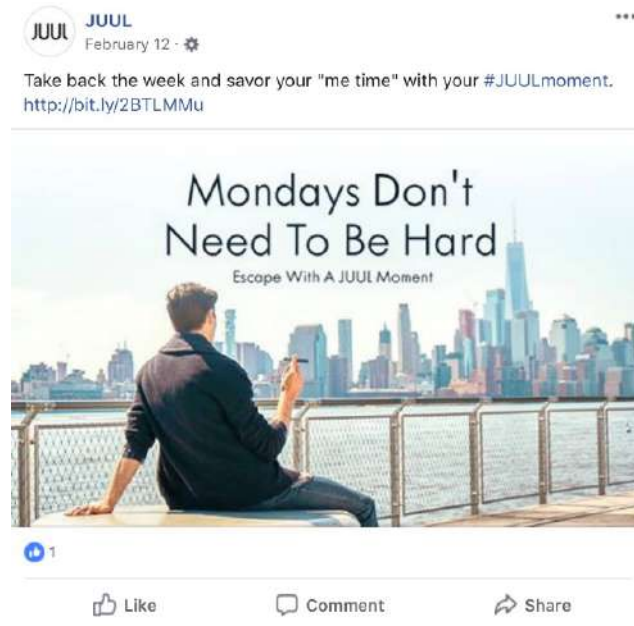 JUUL
JUUL
February 12 ·
Take back the week and savor your "me time" with your #JUULmoment.
http://bit.ly/2BTLMMu
Mondays Don't
Need To Be Hard
Escape With A JUUL Moment
1
Like Comment Share